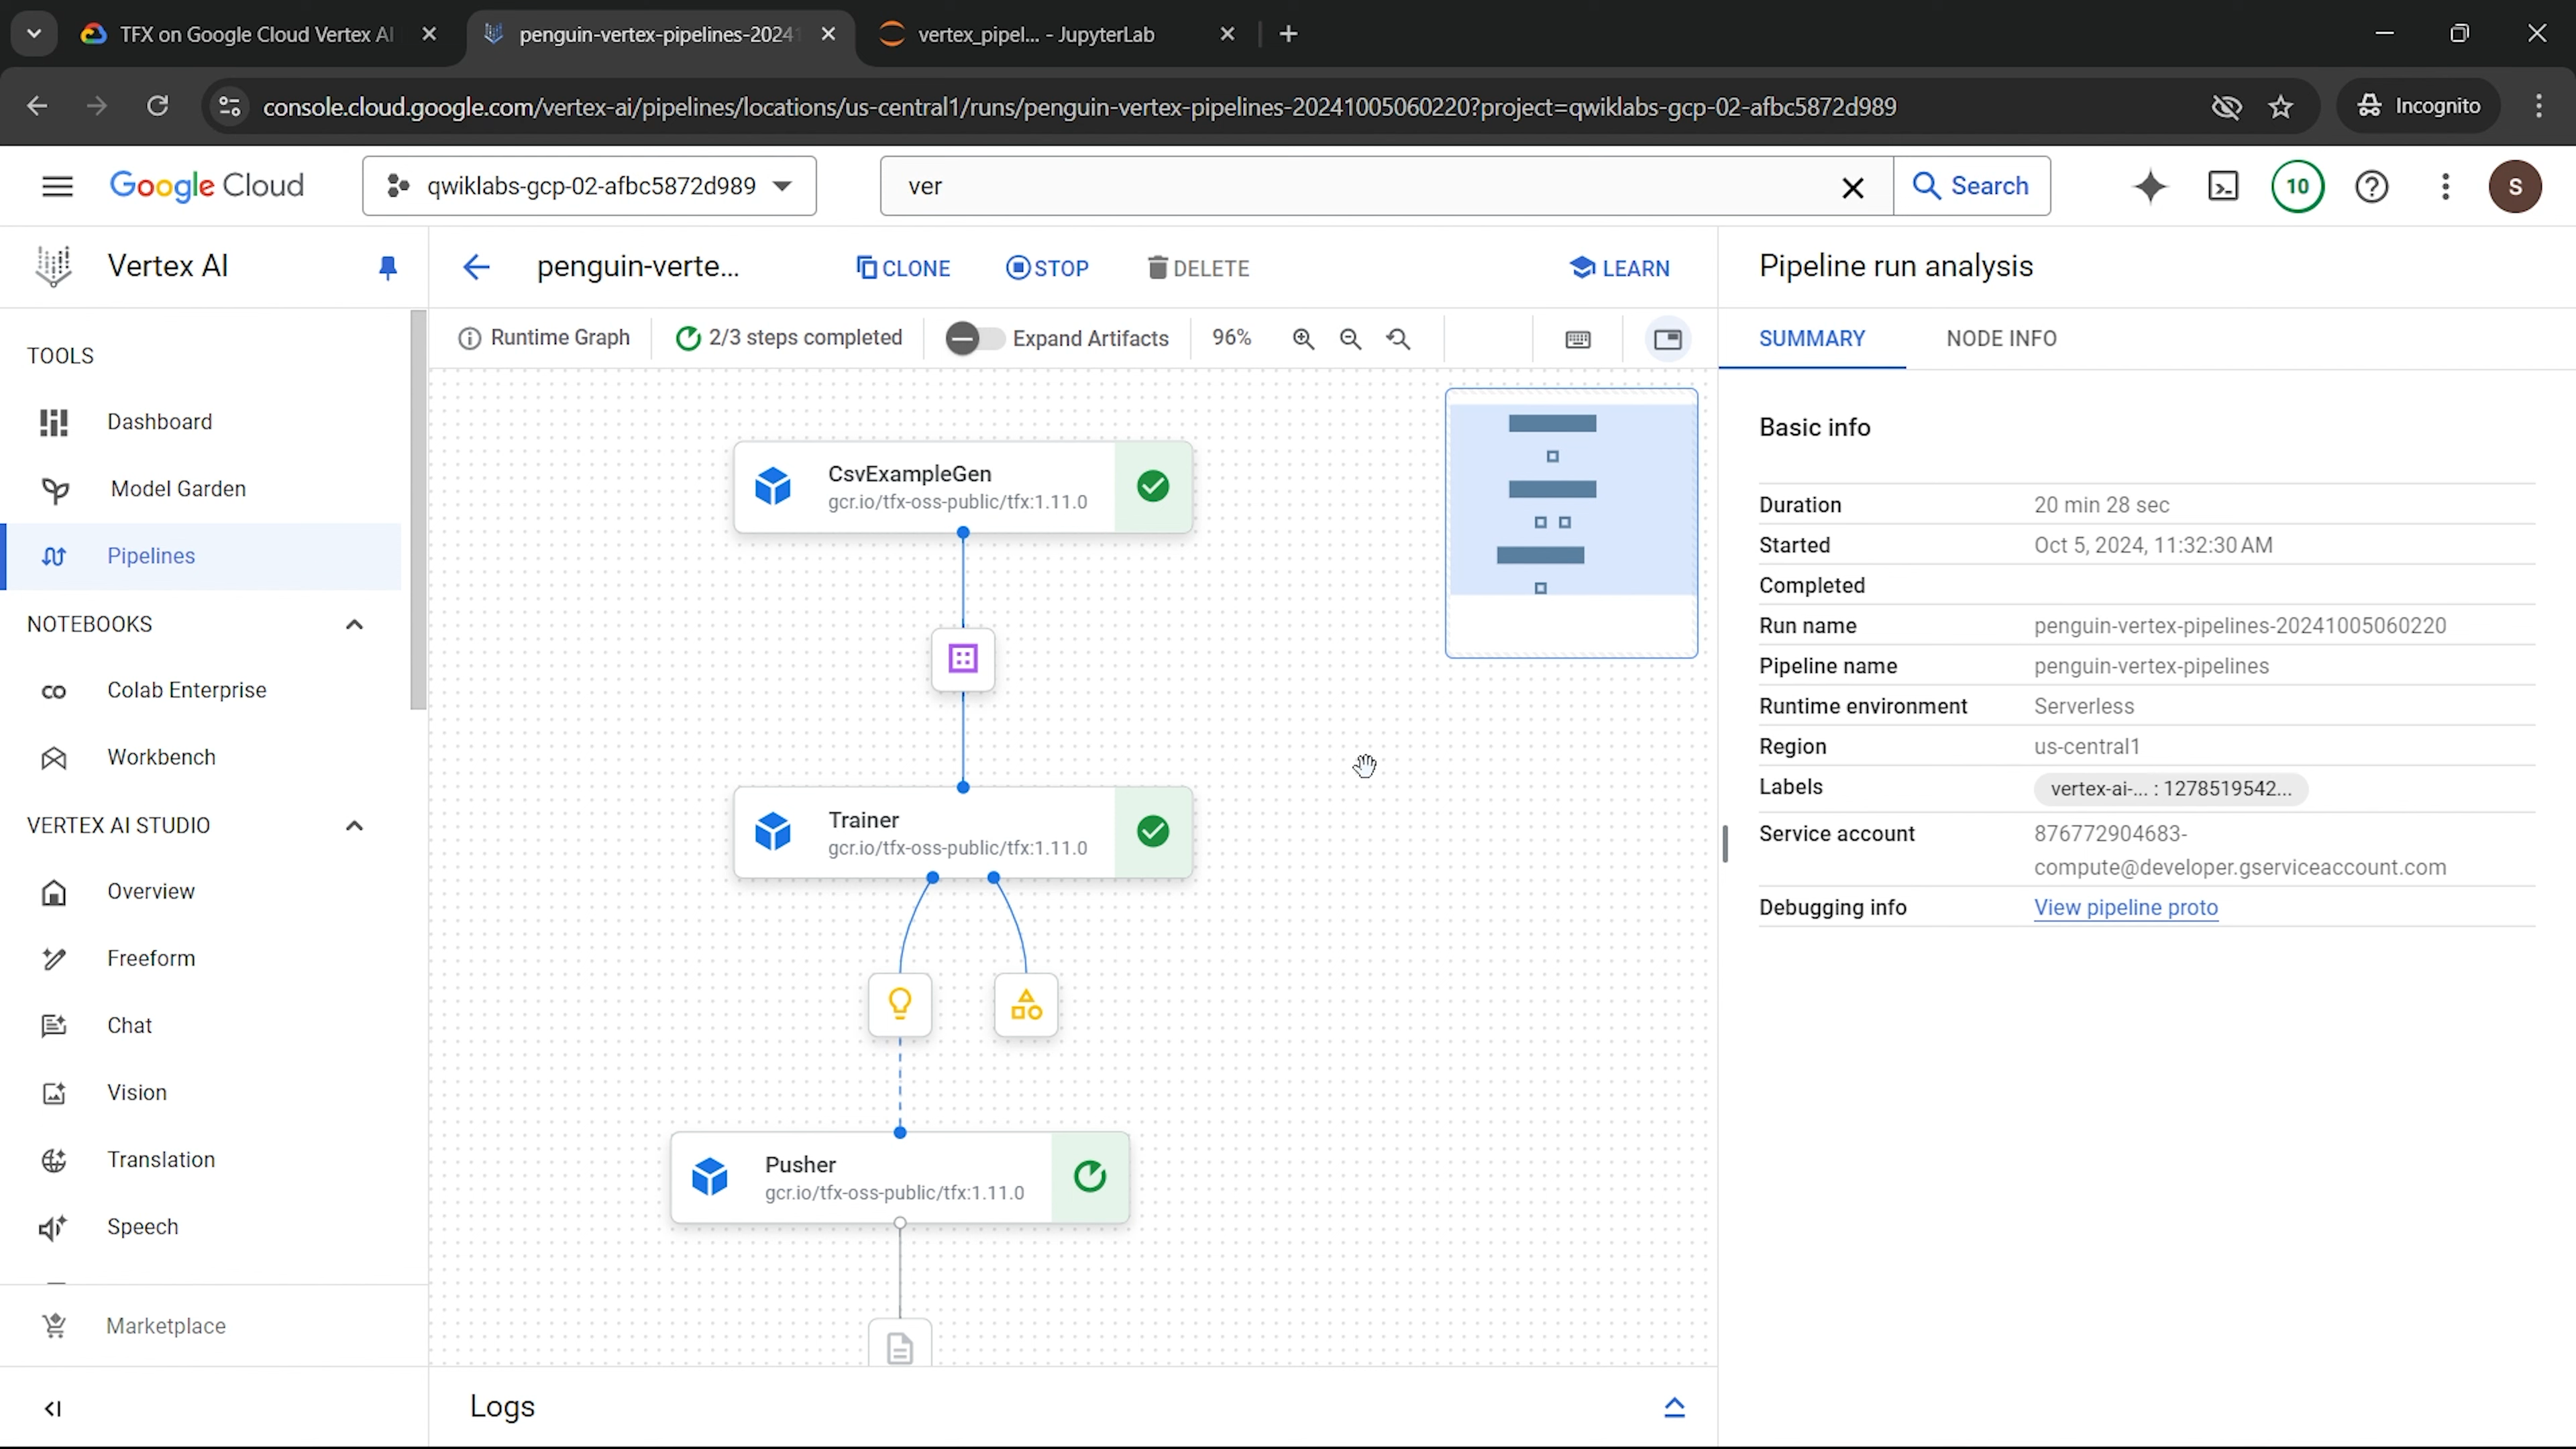 TFX on Google Cloud Vertex AI
penguin-vertex-pipelines-20241
vertex_pipel... - JupyterLab
console.cloud.google.com/vertex-ai/pipelines/locations/us-central1/runs/penguin-vertex-pipelines-20241005060220?project=qwiklabs-gcp-02-afbc5872d989
Incognito
Google Cloud
qwiklabs-gcp-02-afbc5872d989
ver
Search
10
S
Vertex AI
penguin-verte...
CLONE
STOP
DELETE
LEARN
Pipeline run analysis
TOOLS
Dashboard
Model Garden
Pipelines
NOTEBOOKS
Colab Enterprise
Workbench
VERTEX AI STUDIO
Overview
Freeform
Chat
Vision
Translation
Speech
Marketplace
Runtime Graph
2/3 steps completed
Expand Artifacts
96%
CsvExampleGen
gcr.io/tfx-oss-public/tfx:1.11.0
Trainer
gcr.io/tfx-oss-public/tfx:1.11.0
Pusher
gcr.io/tfx-oss-public/tfx:1.11.0
Logs
SUMMARY
NODE INFO
Basic info
Duration 20 min 28 sec
Started Oct 5, 2024, 11:32:30 AM
Completed
Run name penguin-vertex-pipelines-20241005060220
Pipeline name penguin-vertex-pipelines
Runtime environment Serverless
Region us-central1
Labels vertex-ai-... : 1278519542...
Service account 876772904683-
compute@developer.gserviceaccount.com
Debugging info View pipeline proto